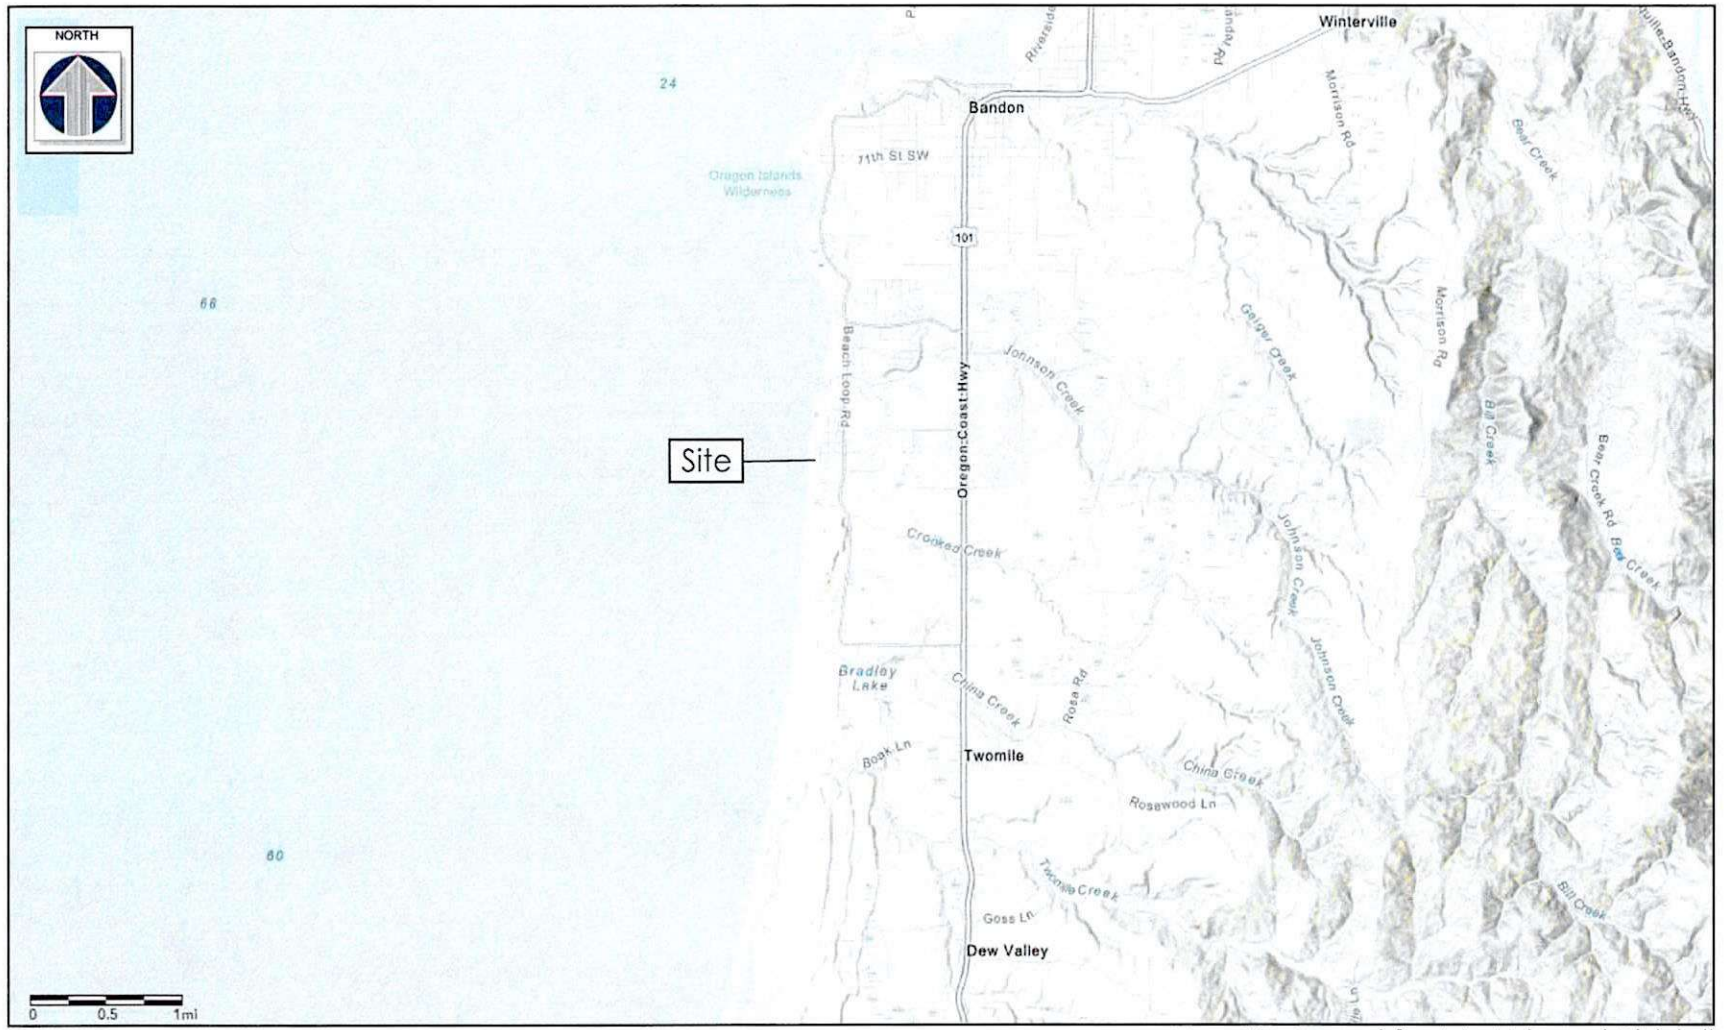 NORTH
Winterville
Riverside
24
Bandon
Morrison Rd
Bear Creek
11th St SW
Oregon Islands
Wilderness
101
66
Beach Loop Rd
Johnson Creek
Geiger Creek
Morrison Rd
Oregon Coast Hwy
Bill Creek
Bear Creek Rd
Site
Crooked Creek
Johnson Creek
Creek
Bradley
Lake
Johnson Creek
China Creek
Rosa Rd
Boak Ln
Twomile
China Creek
Rosewood Ln
60
Twomile Creek
Bill Creek
Goss Ln
Dew Valley
0 0.5 1mi